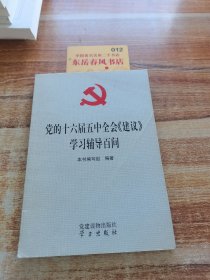 012
东岳春风书店
党的十六届五中全会《建议》
学习辅导百问
本书编写组 编著
党建读物出版社
学习出版社